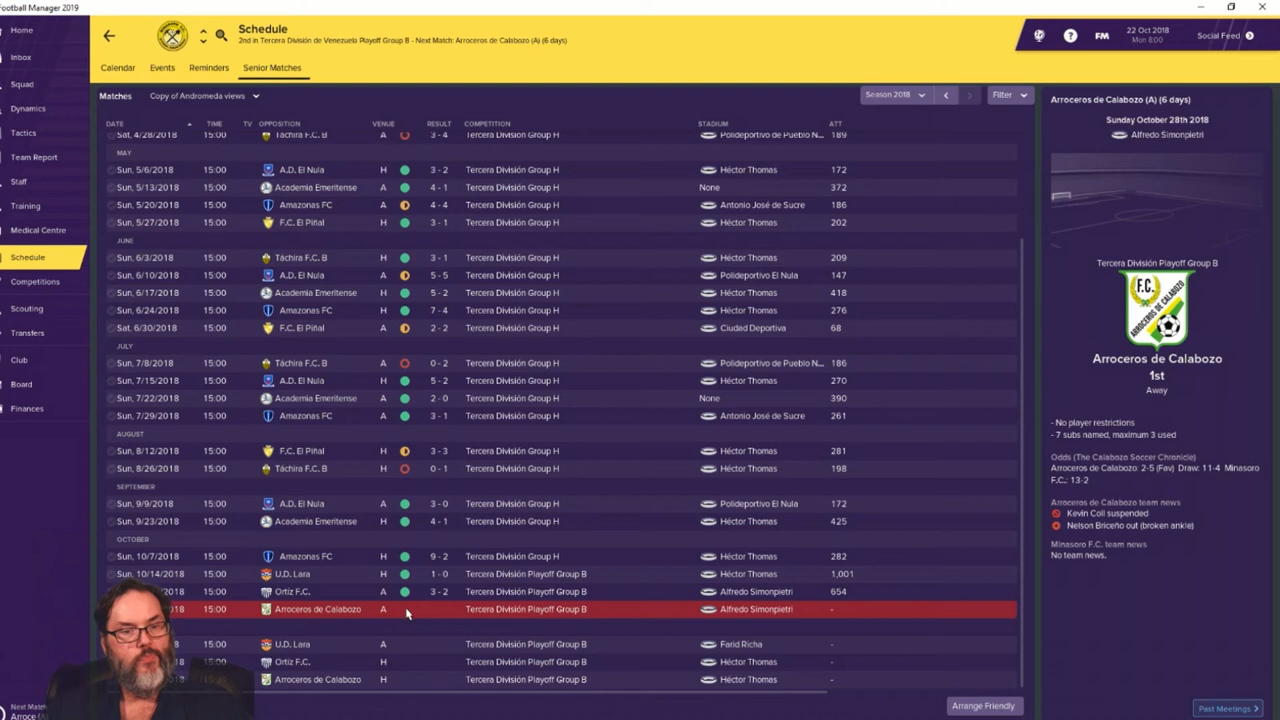 Football Manager 2019
Schedule
2nd in Tercera División de Venezuela Playoff Group B - Next Match: Arroceros de Calabozo (A) (6 days)
FM
22 Oct 2018
Mon 8:00
Social Feed
Home
Inbox
Squad
Dynamics
Tactics
Team Report
Staff
Training
Medical Centre
Schedule
Competitions
Scouting
Transfers
Club
Board
Finances
Calendar Events Reminders Senior Matches
Matches Copy of Andromeda views Season 2018 Filter
DATE TIME TV OPPOSITION VENUE RESULT COMPETITION STADIUM ATT
Sat, 4/28/2018 15:00 Táchira F.C. B A 3 - 4 Tercera División Group H Polideportivo de Pueblo N... 189
MAY
Sun, 5/6/2018 15:00 A.D. El Nula H 3 - 2 Tercera División Group H Héctor Thomas 172
Sun, 5/13/2018 15:00 Academia Emeritense A 4 - 1 Tercera División Group H None 372
Sun, 5/20/2018 15:00 Amazonas FC A 4 - 4 Tercera División Group H Antonio José de Sucre 186
Sun, 5/27/2018 15:00 F.C. El Piñal H 3 - 1 Tercera División Group H Héctor Thomas 202
JUNE
Sun, 6/3/2018 15:00 Táchira F.C. B H 3 - 1 Tercera División Group H Héctor Thomas 209
Sun, 6/10/2018 15:00 A.D. El Nula A 5 - 5 Tercera División Group H Polideportivo El Nula 147
Sun, 6/17/2018 15:00 Academia Emeritense H 5 - 2 Tercera División Group H Héctor Thomas 418
Sun, 6/24/2018 15:00 Amazonas FC H 7 - 4 Tercera División Group H Héctor Thomas 276
Sat, 6/30/2018 15:00 F.C. El Piñal A 2 - 2 Tercera División Group H Ciudad Deportiva 68
JULY
Sun, 7/8/2018 15:00 Táchira F.C. B A 0 - 2 Tercera División Group H Polideportivo de Pueblo N... 186
Sun, 7/15/2018 15:00 A.D. El Nula H 5 - 2 Tercera División Group H Héctor Thomas 270
Sun, 7/22/2018 15:00 Academia Emeritense A 2 - 0 Tercera División Group H None 390
Sun, 7/29/2018 15:00 Amazonas FC A 3 - 1 Tercera División Group H Antonio José de Sucre 261
AUGUST
Sun, 8/12/2018 15:00 F.C. El Piñal H 3 - 3 Tercera División Group H Héctor Thomas 281
Sun, 8/26/2018 15:00 Táchira F.C. B H 0 - 1 Tercera División Group H Héctor Thomas 198
SEPTEMBER
Sun, 9/9/2018 15:00 A.D. El Nula A 3 - 0 Tercera División Group H Polideportivo El Nula 172
Sun, 9/23/2018 15:00 Academia Emeritense H 4 - 1 Tercera División Group H Héctor Thomas 425
OCTOBER
Sun, 10/7/2018 15:00 Amazonas FC H 9 - 2 Tercera División Group H Héctor Thomas 282
Sun, 10/14/2018 15:00 U.D. Lara H 1 - 0 Tercera División Playoff Group B Héctor Thomas 1,001
15:00 Ortíz F.C. A 3 - 2 Tercera División Playoff Group B Alfredo Simonpietri 654
15:00 Arroceros de Calabozo A Tercera División Playoff Group B Alfredo Simonpietri -
15:00 U.D. Lara A Tercera División Playoff Group B Farid Richa -
15:00 Ortíz F.C. H Tercera División Playoff Group B Héctor Thomas -
Arroceros de Calabozo H Tercera División Playoff Group B Héctor Thomas -
Arrange Friendly
Next Match
Arroce (A)
Arroceros de Calabozo (A) (6 days)
Sunday October 28th 2018
Alfredo Simonpietri
Tercera División Playoff Group B
F.C.
ARROCEROS DE CALABOZO
Arroceros de Calabozo
1st
Away
- No player restrictions
- 7 subs named, maximum 3 used
Odds (The Calabozo Soccer Chronicle)
Arroceros de Calabozo: 2-5 (Fav) Draw: 11-4 Minasoro
F.C.: 13-2
Arroceros de Calabozo team news
Kevin Coll suspended
Nelson Briceño out (broken ankle)
Minasoro F.C. team news
No team news.
Past Meetings